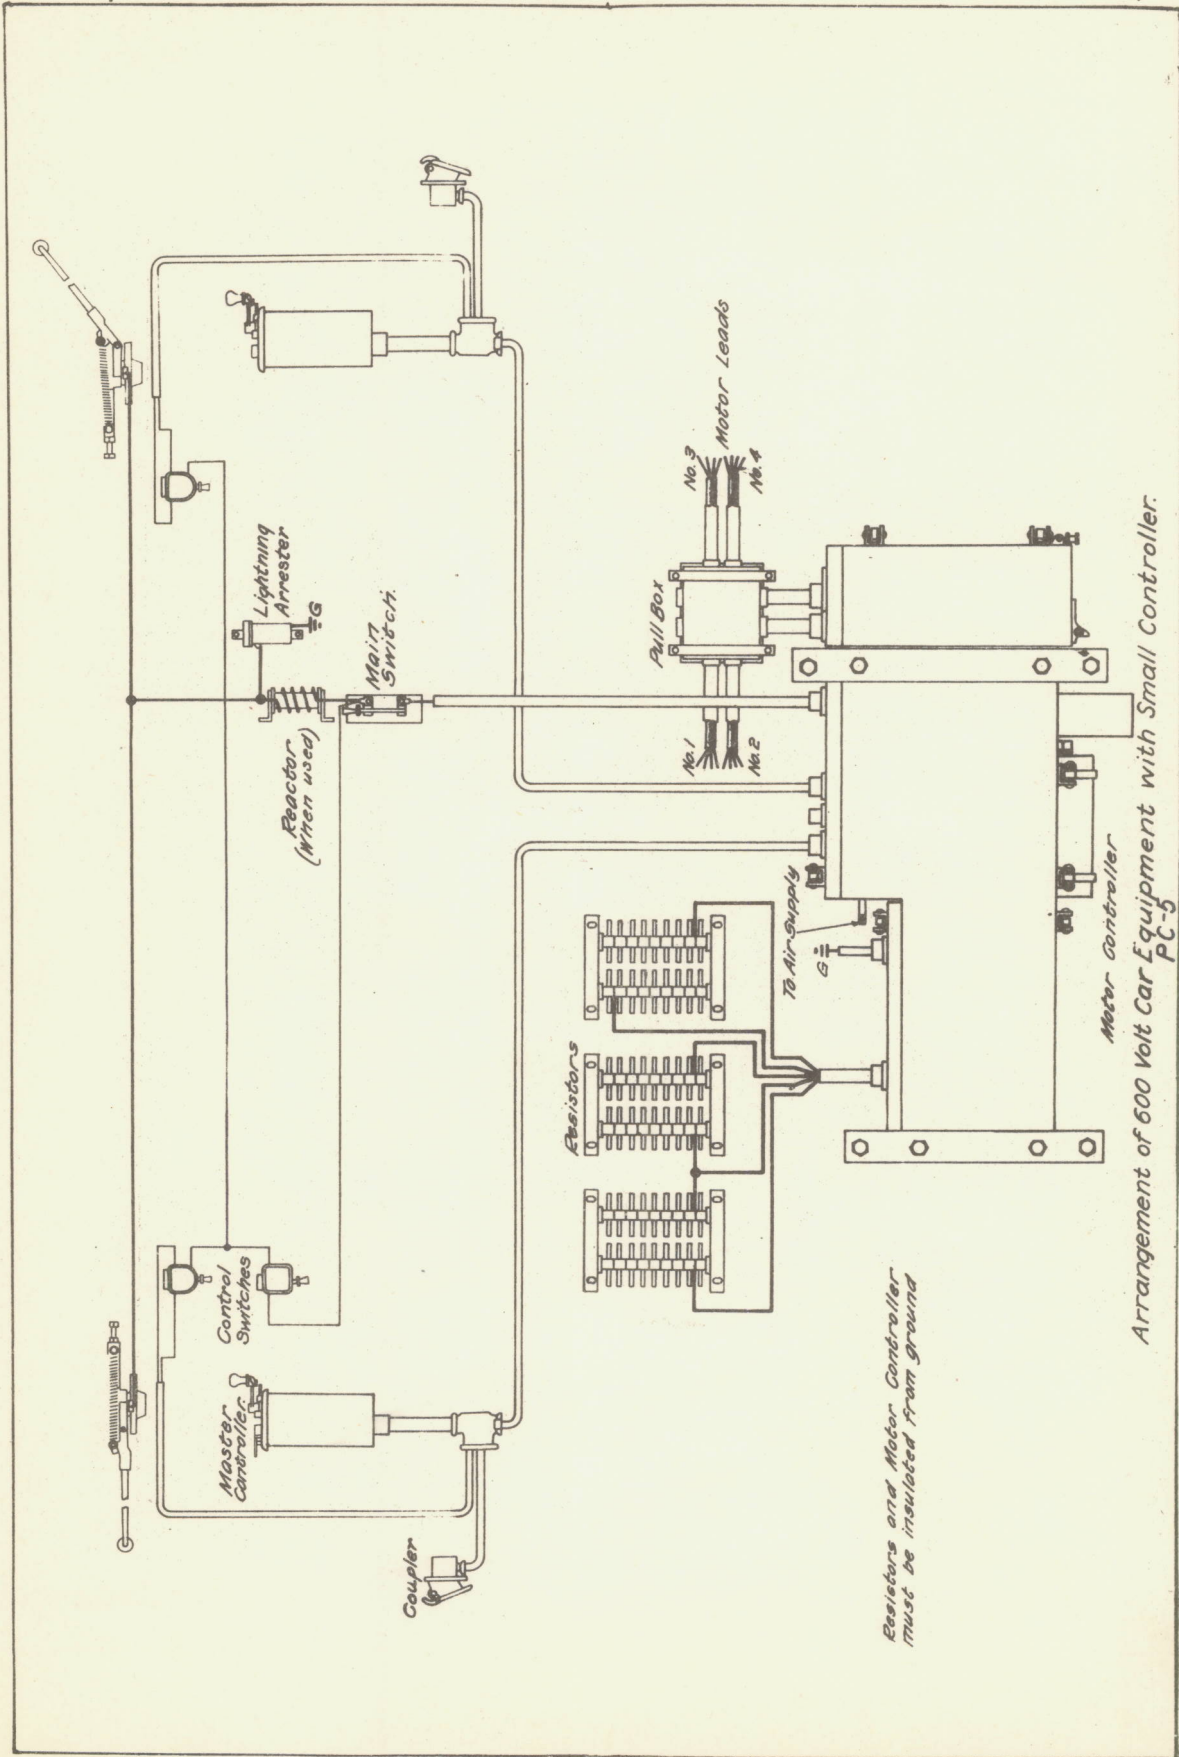 Lightning
Arrester
G
Reactor
(When used)
Main
Switch.
Control
Switches
Master
Controller
Coupler
Pull Box
No. 3
No. 4
Motor Leads
No. 1
No. 2
Resistors
To Air Supply
G
Motor Controller
Resistors and Motor Controller
must be insulated from ground
Arrangement of 600 Volt Car Equipment with Small Controller.
PC-5